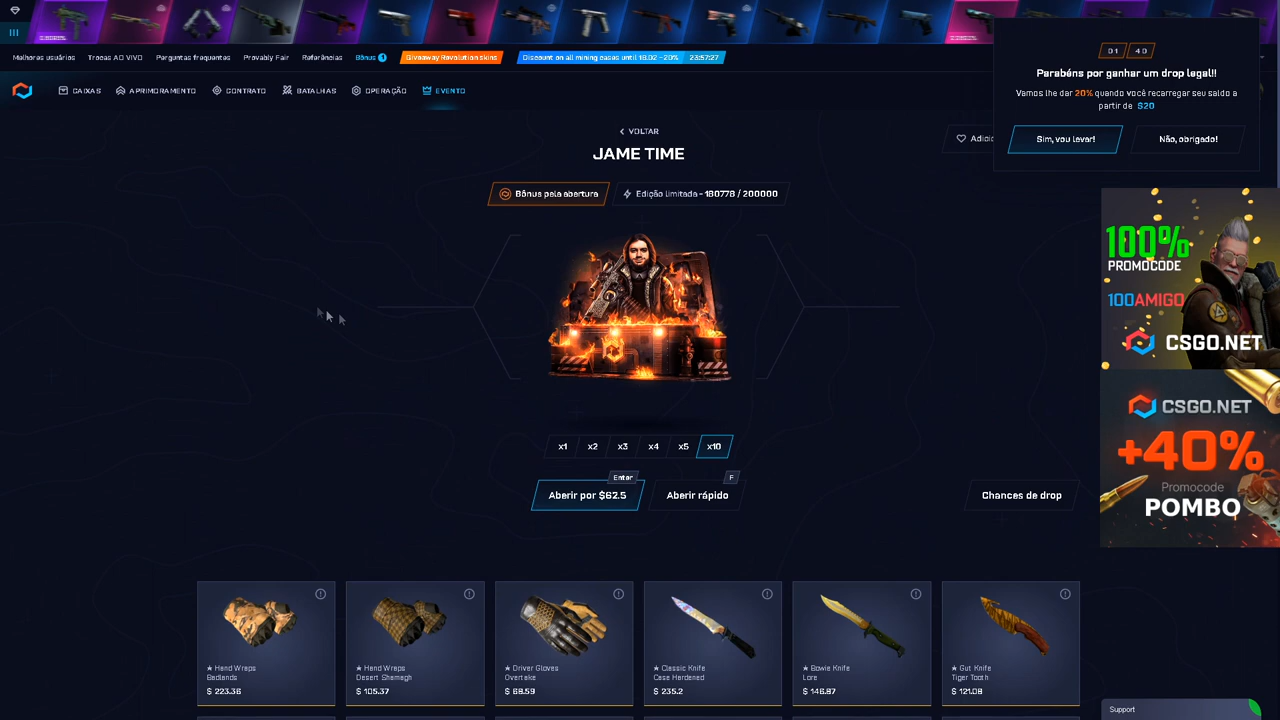 Melhores usuários
Trocas AO VIVO
Perguntas frequentes
Provably Fair
Referências
Bônus
Giveaway Revolution skins
Discount on all mining cases until 18.02 -20%
23:57:27
CAIXAS
APRIMORAMENTO
CONTRATO
BATALHAS
OPERAÇÃO
EVENTO
01 40
Parabéns por ganhar um drop legal!!
Vamos lhe dar 20% quando você recarregar seu saldo a
partir de $20
Sim, vou levar!
Não, obrigado!
VOLTAR
JAME TIME
Adicio
Bônus pela abertura
Edição limitada - 180778 / 200000
100%
PROMOCODE
100AMIGO
CSGO.NET
CSGO.NET
+40%
Promocode
POMBO
x1
x2
x3
x4
x5
x10
Enter
F
Aberir por $62.5
Aberir rápido
Chances de drop
★ Hand Wraps
Badlands
$ 223.36
★ Hand Wraps
Desert Shamagh
$ 105.37
★ Driver Gloves
Overtake
$ 68.59
★ Classic Knife
Case Hardened
$ 235.2
★ Bowie Knife
Lore
$ 146.87
★ Gut Knife
Tiger Tooth
$ 121.08
Support